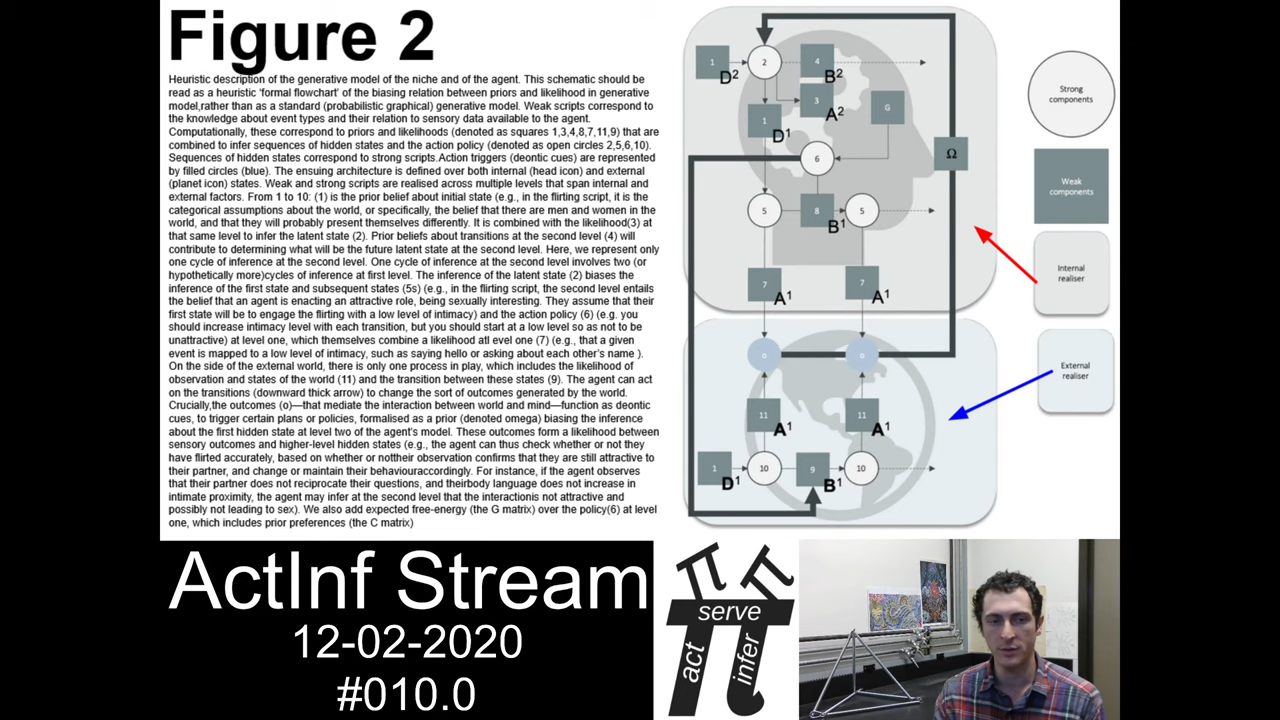 Figure 2
Heuristic description of the generative model of the niche and of the agent. This schematic should be
read as a heuristic 'formal flowchart' of the biasing relation between priors and likelihood in generative
model,rather than as a standard (probabilistic graphical) generative model. Weak scripts correspond to
the knowledge about event types and their relation to sensory data available to the agent.
Computationally, these correspond to priors and likelihoods (denoted as squares 1,3,4,8,7,11,9) that are
combined to infer sequences of hidden states and the action policy (denoted as open circles 2,5,6,10).
Sequences of hidden states correspond to strong scripts.Action triggers (deontic cues) are represented
by filled circles (blue). The ensuing architecture is defined over both internal (head icon) and external
(planet icon) states. Weak and strong scripts are realised across multiple levels that span internal and
external factors. From 1 to 10: (1) is the prior belief about initial state (e.g., in the flirting script, it is the
categorical assumptions about the world, or specifically, the belief that there are men and women in the
world, and that they will probably present themselves differently. It is combined with the likelihood(3) at
that same level to infer the latent state (2). Prior beliefs about transitions at the second level (4) will
contribute to determining what will be the future latent state at the second level. Here, we represent only
one cycle of inference at the second level. One cycle of inference at the second level involves two (or
hypothetically more)cycles of inference at first level. The inference of the latent state (2) biases the
inference of the first state and subsequent states (5s) (e.g., in the flirting script, the second level entails
the belief that an agent is enacting an attractive role, being sexually interesting. They assume that their
first state will be to engage the flirting with a low level of intimacy) and the action policy (6) (e.g. you
should increase intimacy level with each transition, but you should start at a low level so as not to be
unattractive) at level one, which themselves combine a likelihood atl evel one (7) (e.g., that a given
event is mapped to a low level of intimacy, such as saying hello or asking about each other's name ).
On the side of the external world, there is only one process in play, which includes the likelihood of
observation and states of the world (11) and the transition between these states (9). The agent can act
on the transitions (downward thick arrow) to change the sort of outcomes generated by the world.
Crucially,the outcomes (o)—that mediate the interaction between world and mind—function as deontic
cues, to trigger certain plans or policies, formalised as a prior (denoted omega) biasing the inference
about the first hidden state at level two of the agent's model. These outcomes form a likelihood between
sensory outcomes and higher-level hidden states (e.g., the agent can thus check whether or not they
have flirted accurately, based on whether or nottheir observation confirms that they are still attractive to
their partner, and change or maintain their behaviouraccordingly. For instance, if the agent observes
that their partner does not reciprocate their questions, and theirbody language does not increase in
intimate proximity, the agent may infer at the second level that the interactionis not attractive and
possibly not leading to sex). We also add expected free-energy (the G matrix) over the policy(6) at level
one, which includes prior preferences (the C matrix)
1 D² 2 4 B²
3 A²
G
1 D¹
6
Ω
5 8 B¹ 5
7 A¹ 7 A¹
o o
11 A¹ 11 A¹
1 D¹ 10 9 B¹ 10
Strong
components
Weak
components
Internal
realiser
External
realiser
ActInf Stream
12-02-2020
#010.0
serve
act
infer